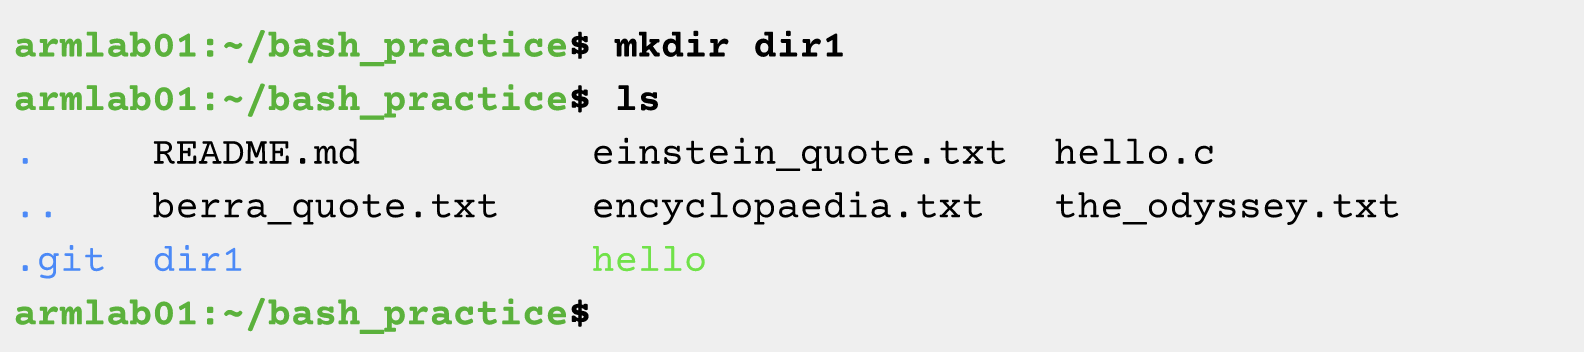 armlab01:~/bash_practice$ mkdir dir1
armlab01:~/bash_practice$ ls
.     README.md          einstein_quote.txt  hello.c
..    berra_quote.txt    encyclopaedia.txt   the_odyssey.txt
.git  dir1               hello
armlab01:~/bash_practice$